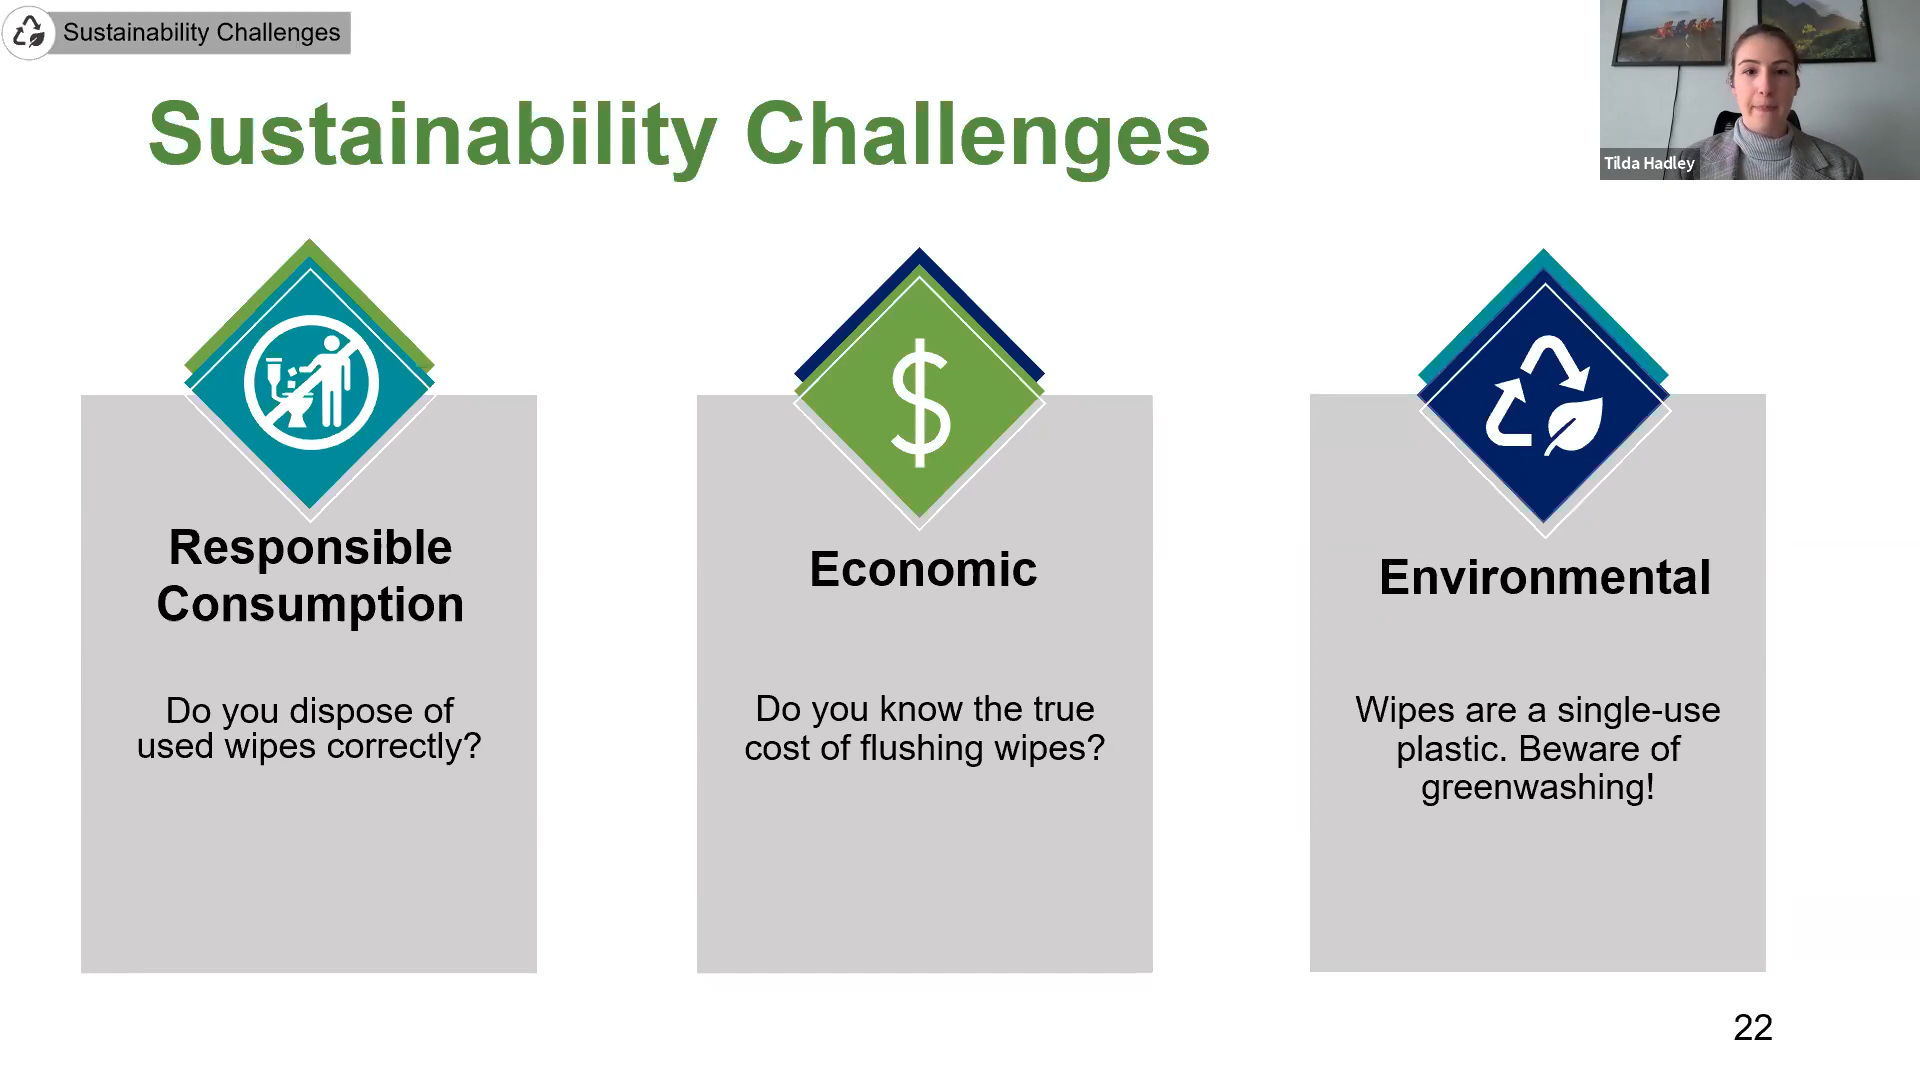 Sustainability Challenges
Sustainability Challenges
Tilda Hadley
Responsible
Consumption
Do you dispose of
used wipes correctly?
$
Economic
Do you know the true
cost of flushing wipes?
Environmental
Wipes are a single-use
plastic. Beware of
greenwashing!
22